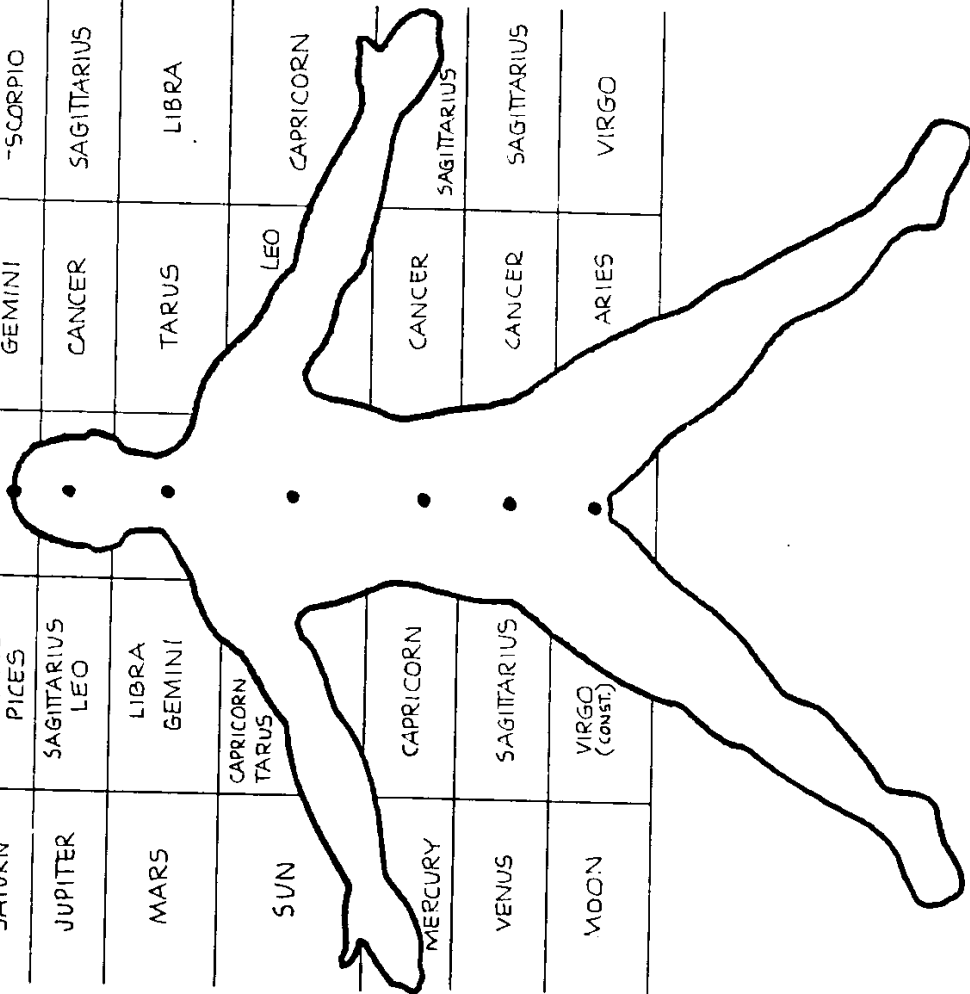 SATURN PICES GEMINI -SCORPIO
JUPITER SAGITTARIUS LEO CANCER SAGITTARIUS
MARS LIBRA GEMINI TARUS LIBRA
SUN CAPRICORN TARUS LEO CAPRICORN
MERCURY CAPRICORN CANCER SAGITTARIUS
VENUS SAGITTARIUS CANCER SAGITTARIUS
MOON VIRGO (CONST.) ARIES VIRGO